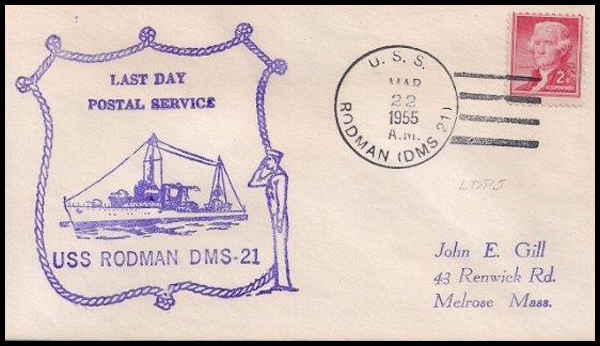 LAST DAY
POSTAL SERVICE
USS RODMAN DMS-21
U. S. S.
MAR
22
1955
A.M.
RODMAN (DMS 21)
2¢
U.S. POSTAGE
LDPS
John E. Gill
43 Renwick Rd.
Melrose Mass.